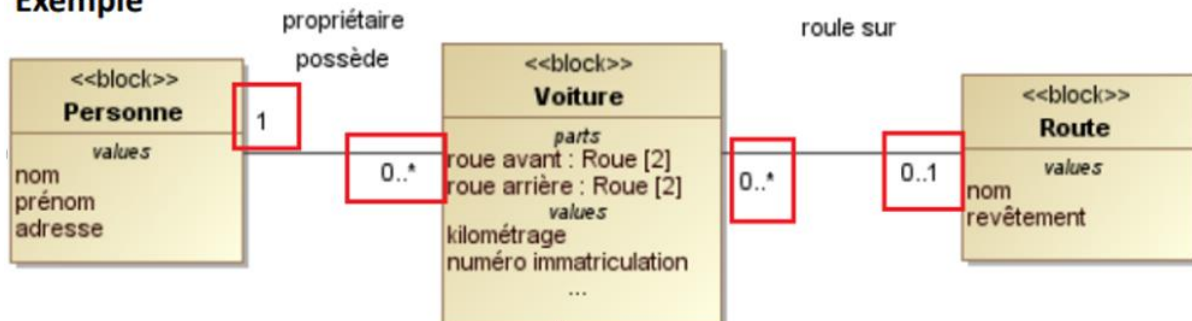 Exemple
propriétaire
possède
roule sur
<<block>>
Personne
values
nom
prénom
adresse
1
0..*
<<block>>
Voiture
parts
roue avant : Roue [2]
roue arrière : Roue [2]
values
kilométrage
numéro immatriculation
...
0..*
0..1
<<block>>
Route
values
nom
revêtement